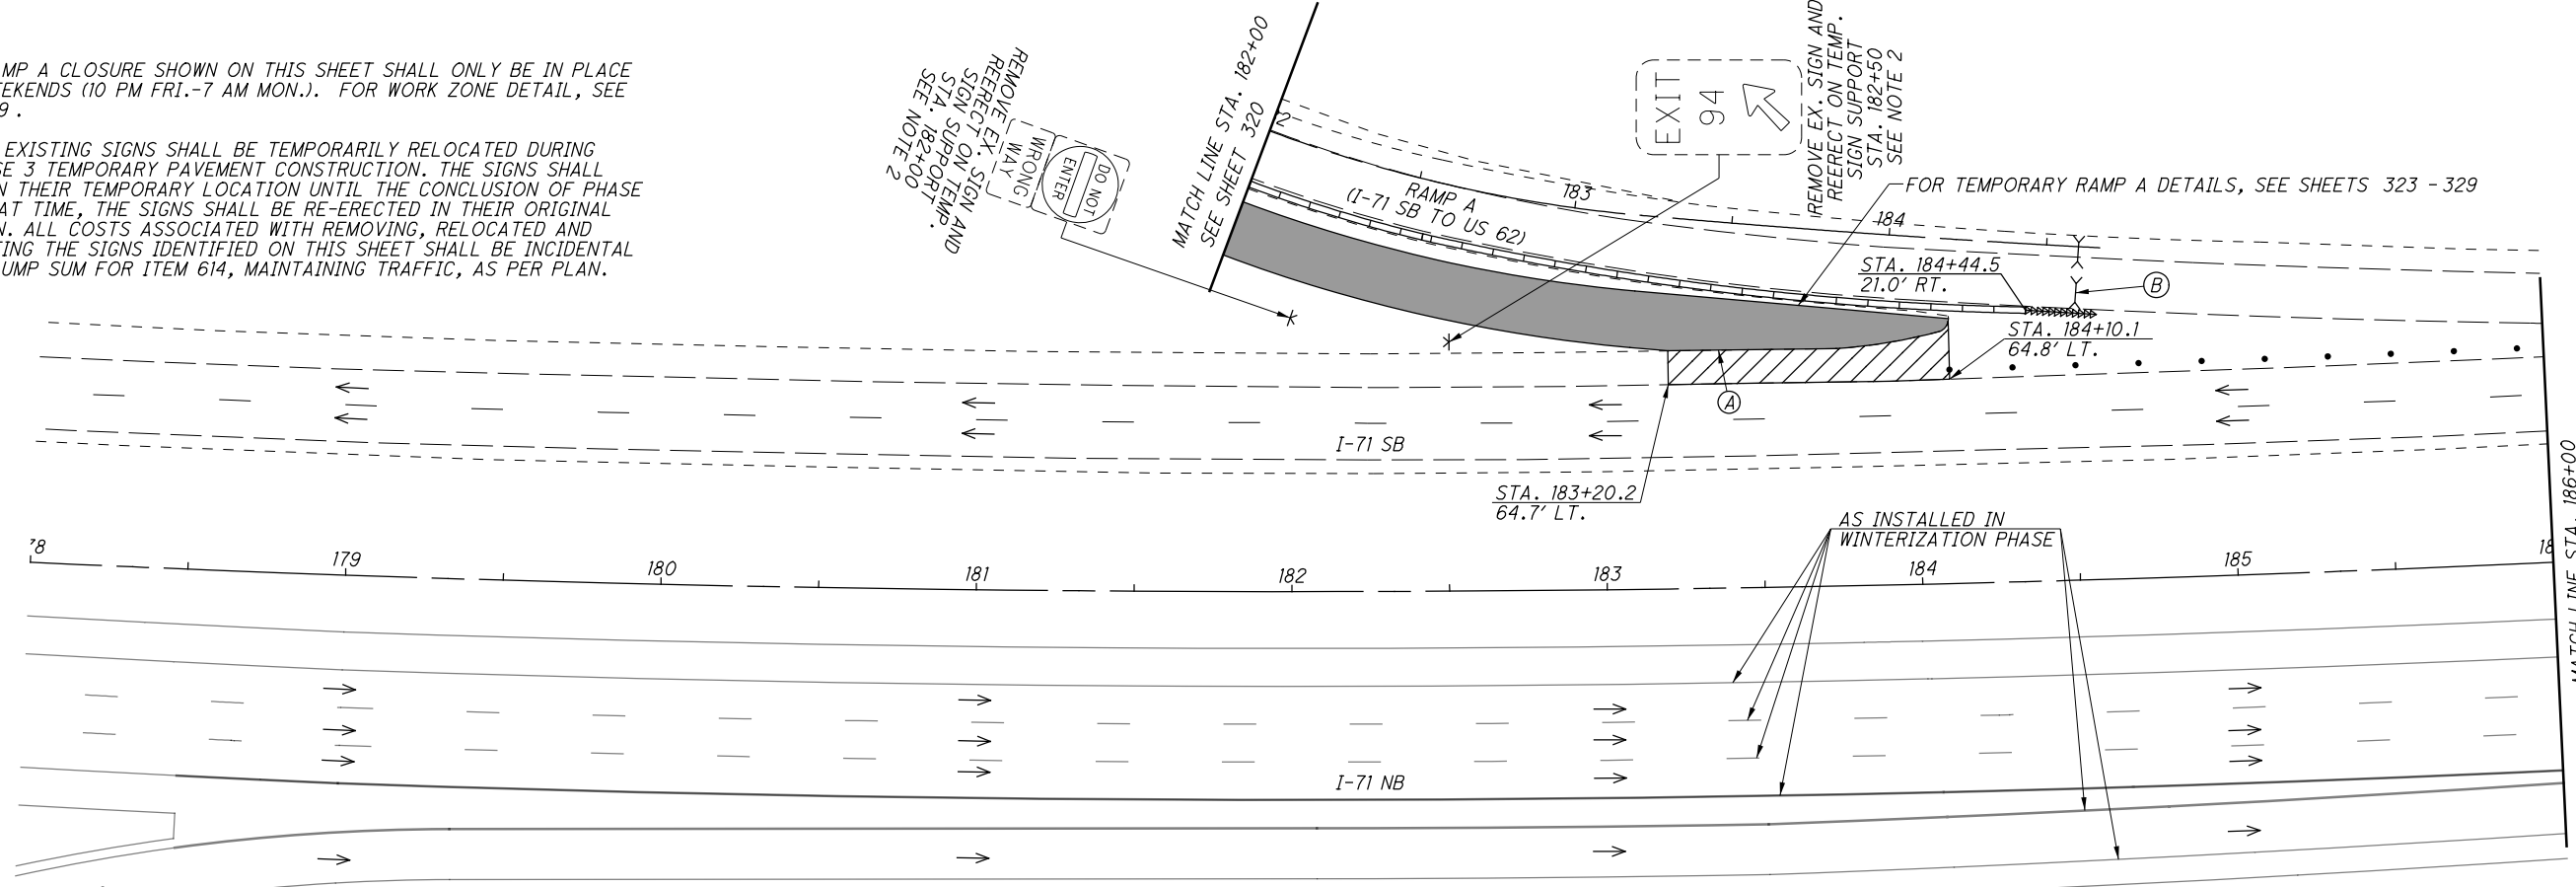 MP A CLOSURE SHOWN ON THIS SHEET SHALL ONLY BE IN PLACE
EKENDS (10 PM FRI.-7 AM MON.). FOR WORK ZONE DETAIL, SEE
9.
EXISTING SIGNS SHALL BE TEMPORARILY RELOCATED DURING
SE 3 TEMPORARY PAVEMENT CONSTRUCTION. THE SIGNS SHALL
N THEIR TEMPORARY LOCATION UNTIL THE CONCLUSION OF PHASE
AT TIME, THE SIGNS SHALL BE RE-ERECTED IN THEIR ORIGINAL
N. ALL COSTS ASSOCIATED WITH REMOVING, RELOCATED AND
TING THE SIGNS IDENTIFIED ON THIS SHEET SHALL BE INCIDENTAL
UMP SUM FOR ITEM 614, MAINTAINING TRAFFIC, AS PER PLAN.
REMOVE EX. SIGN AND
REERECT ON TEMP.
SIGN SUPPORT
STA. 182+00
SEE NOTE 2
WRONG
WAY
DO NOT
ENTER
MATCH LINE STA. 182+00
SEE SHEET 320
EXIT
94
REMOVE EX. SIGN AND
REERECT ON TEMP.
SIGN SUPPORT
STA. 182+50
SEE NOTE 2
2
183
184
RAMP A
(I-71 SB TO US 62)
FOR TEMPORARY RAMP A DETAILS, SEE SHEETS 323 - 329
STA. 184+44.5
21.0' RT.
B
STA. 184+10.1
64.8' LT.
A
I-71 SB
STA. 183+20.2
64.7' LT.
AS INSTALLED IN
WINTERIZATION PHASE
MATCH LINE STA. 186+00
78
179
180
181
182
183
184
185
18
I-71 NB